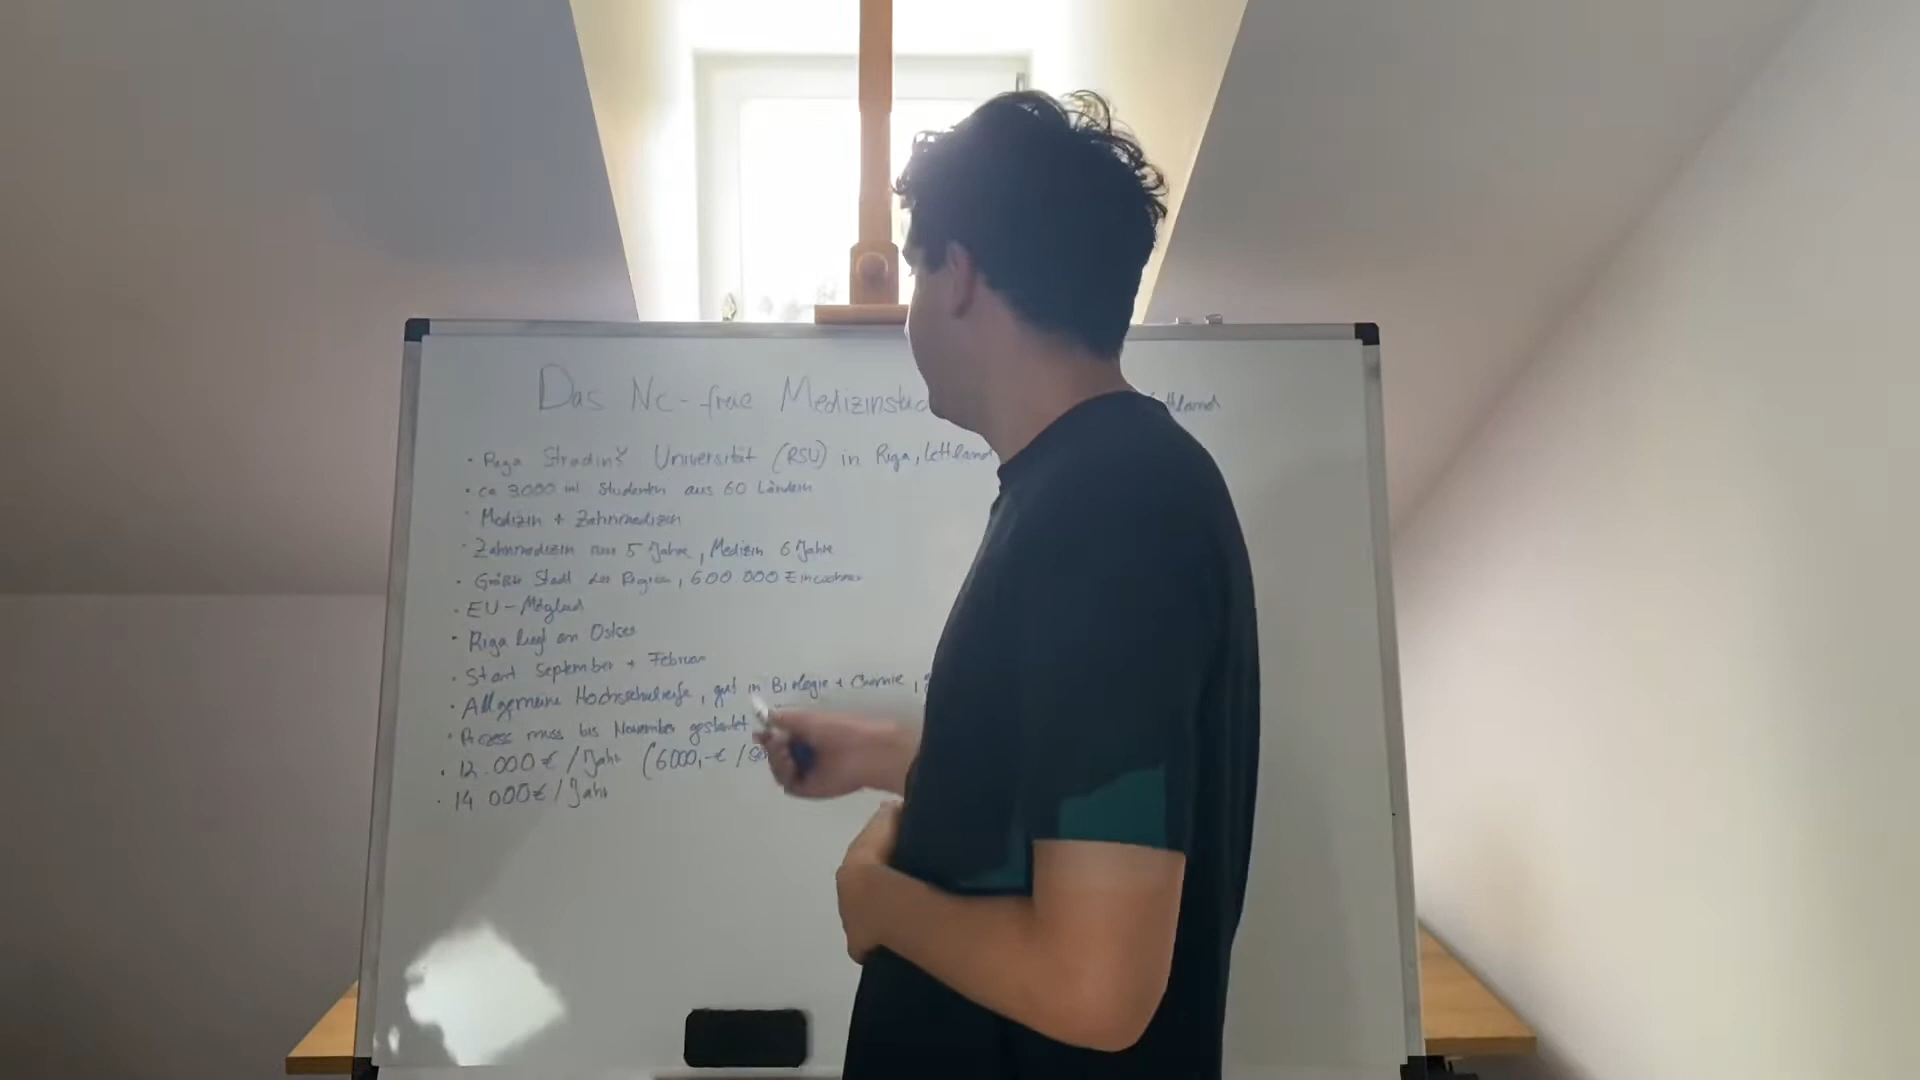 Das Nc-freie Medizinstud ttland
• Riga Stradinš Universität (RSU) in Riga, Lettland
• ca 3000 int Studenten aus 60 Ländern
• Medizin + Zahnmedizin
• Zahnmedizin nur 5 Jahre, Medizin 6 Jahre
• Größte Stadt der Region, 600.000 Einwohner
• EU-Mitglied
• Riga liegt an Ostsee
• Start September + Februar
• Allgemeine Hochschulreife, gut in Biologie + Chemie,
• Prozess muss bis November gestartet
• 12.000€/Jahr (6000,-€/Se
• 14 000€/Jahr